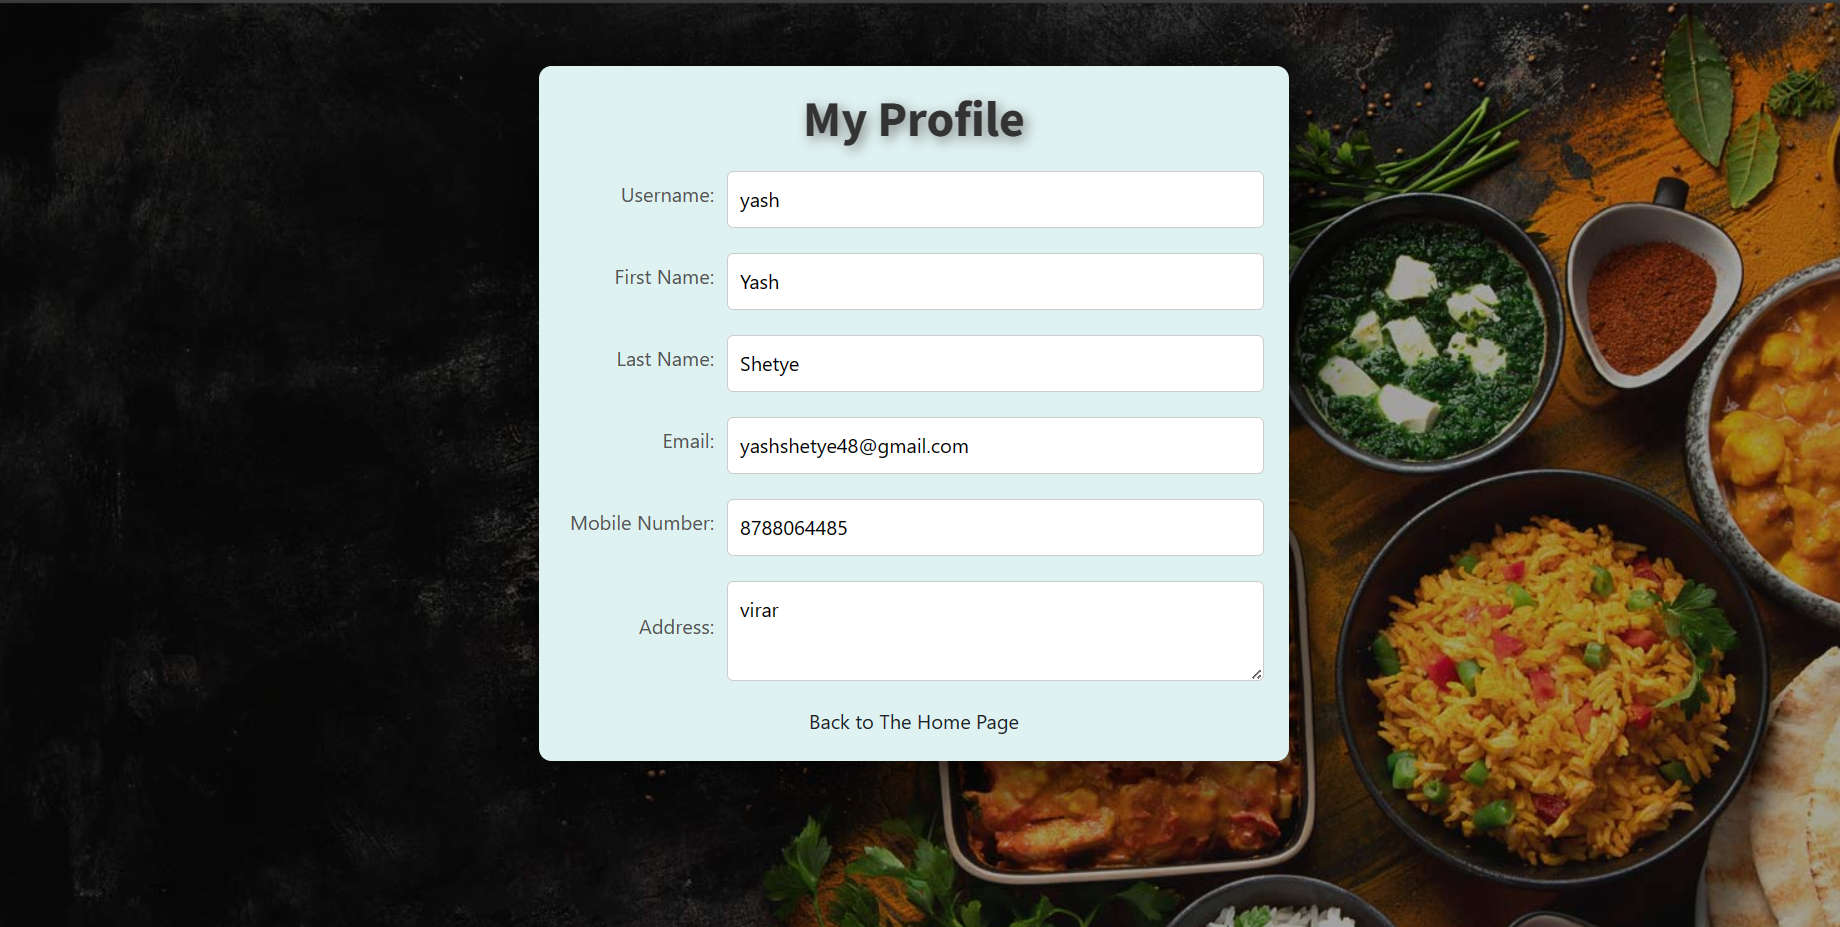 My Profile
Username: yash
First Name: Yash
Last Name: Shetye
Email: yashshetye48@gmail.com
Mobile Number: 8788064485
Address: virar
Back to The Home Page